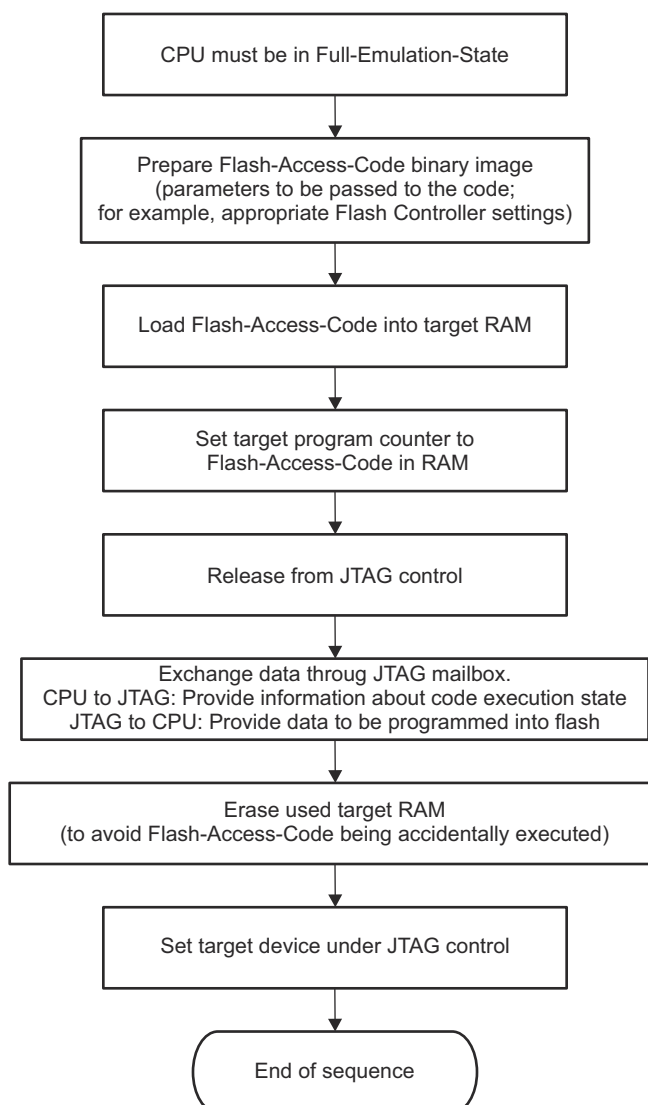 CPU must be in Full-Emulation-State
Prepare Flash-Access-Code binary image
(parameters to be passed to the code;
for example, appropriate Flash Controller settings)
Load Flash-Access-Code into target RAM
Set target program counter to
Flash-Access-Code in RAM
Release from JTAG control
Exchange data throug JTAG mailbox.
CPU to JTAG: Provide information about code execution state
JTAG to CPU: Provide data to be programmed into flash
Erase used target RAM
(to avoid Flash-Access-Code being accidentally executed)
Set target device under JTAG control
End of sequence